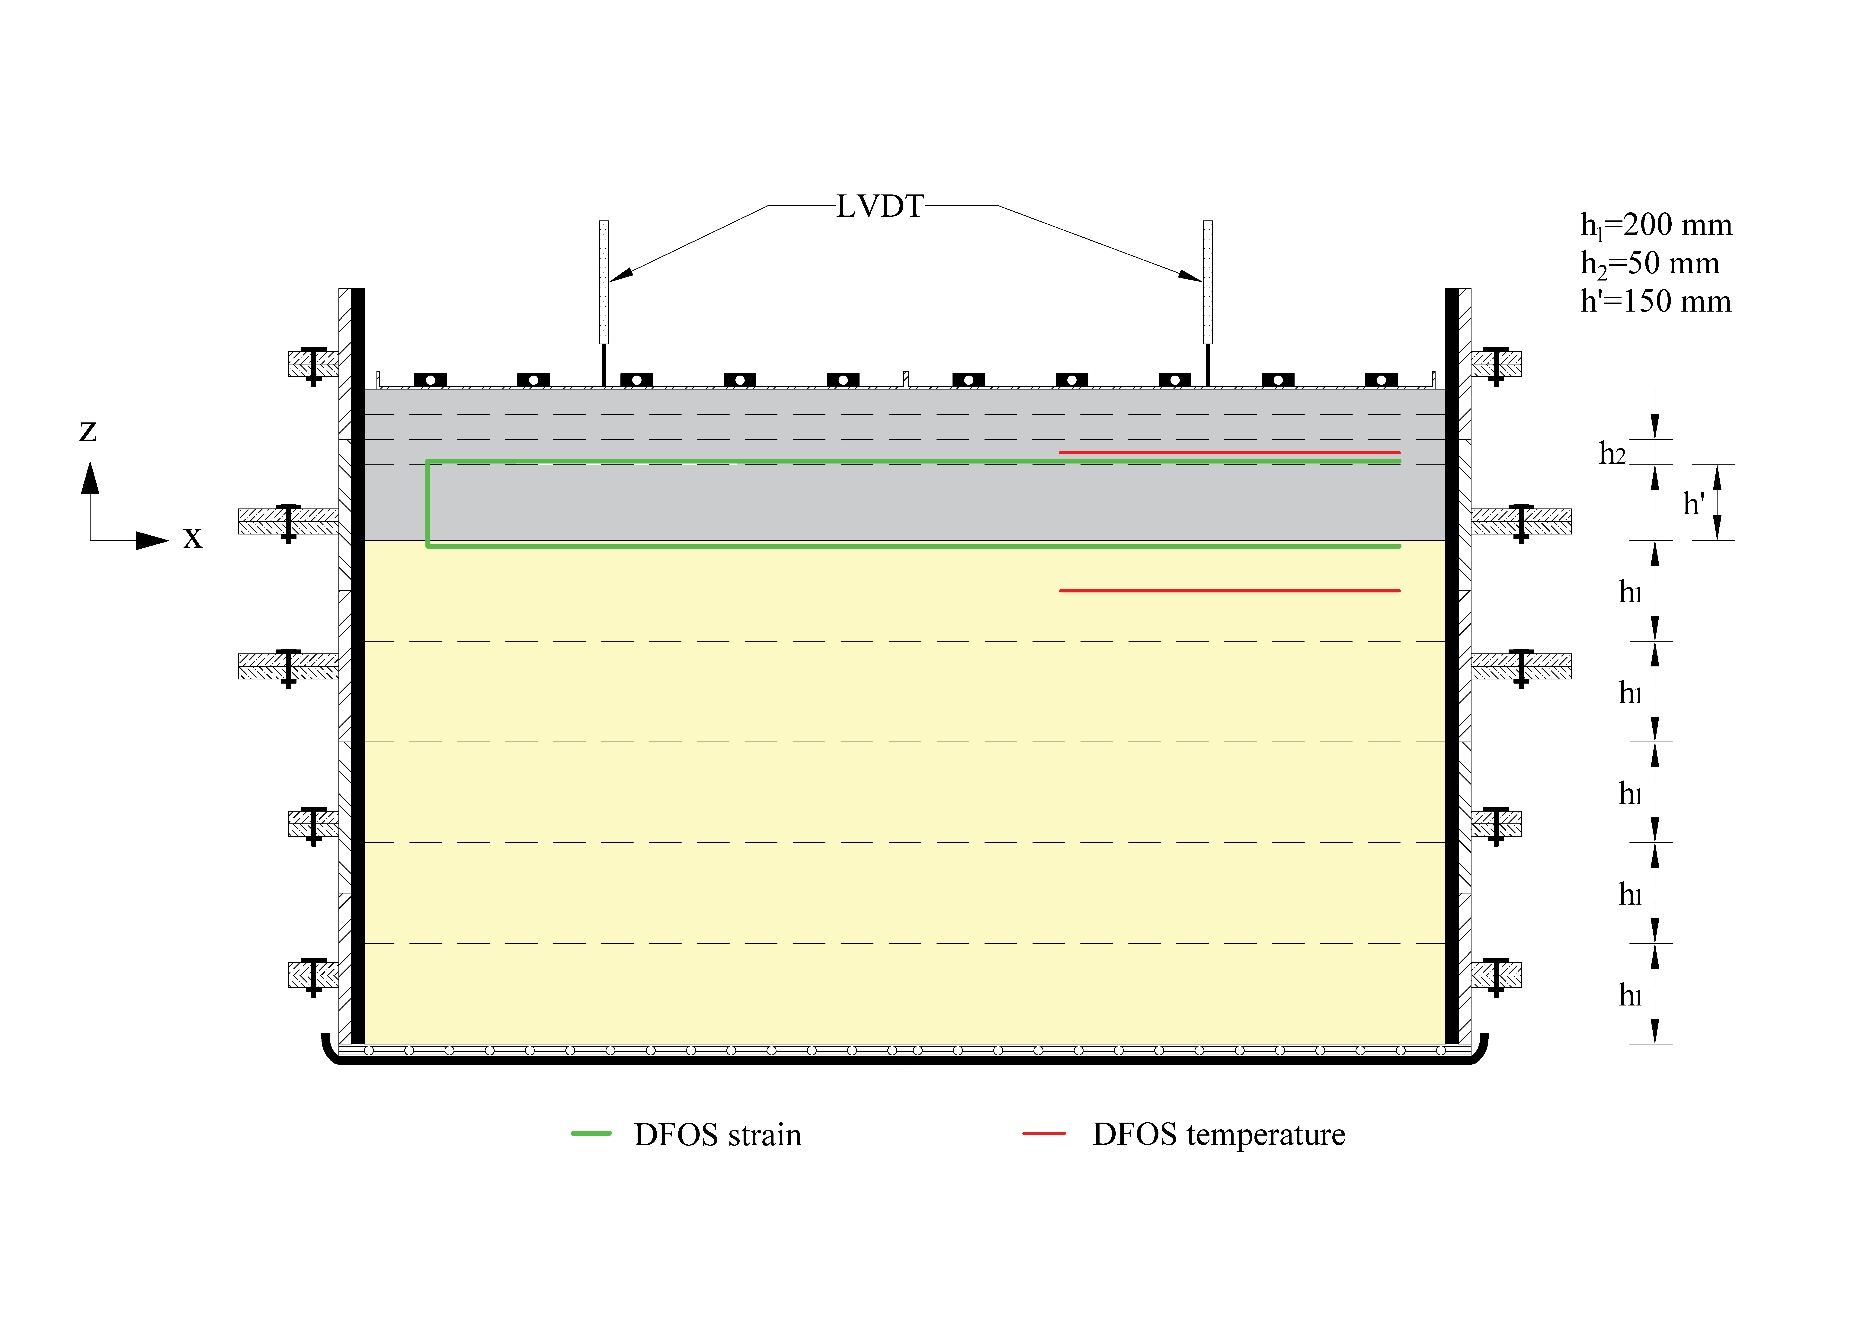 LVDT
h1=200 mm
h2=50 mm
h'=150 mm
z
x
h2
h'
h1
h1
h1
h1
h1
DFOS strain
DFOS temperature